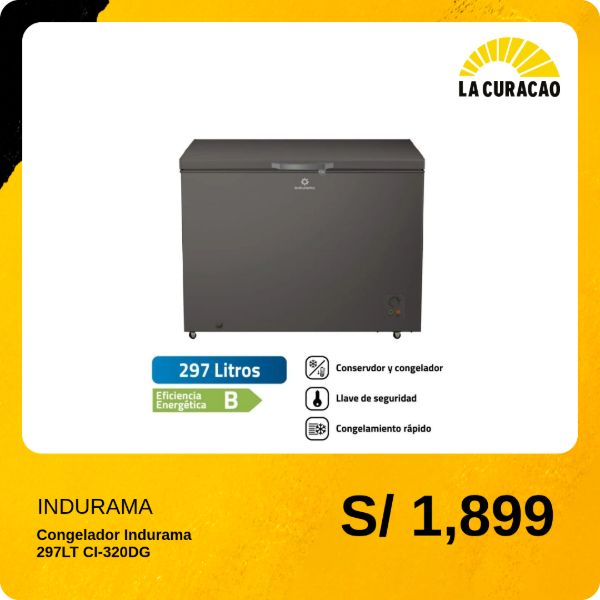 LA CURACAO
INDURAMA
297 Litros
Eficiencia
Energética
B
Conservdor y congelador
Llave de seguridad
Congelamiento rápido
INDURAMA
S/ 1,899
Congelador Indurama
297LT CI-320DG